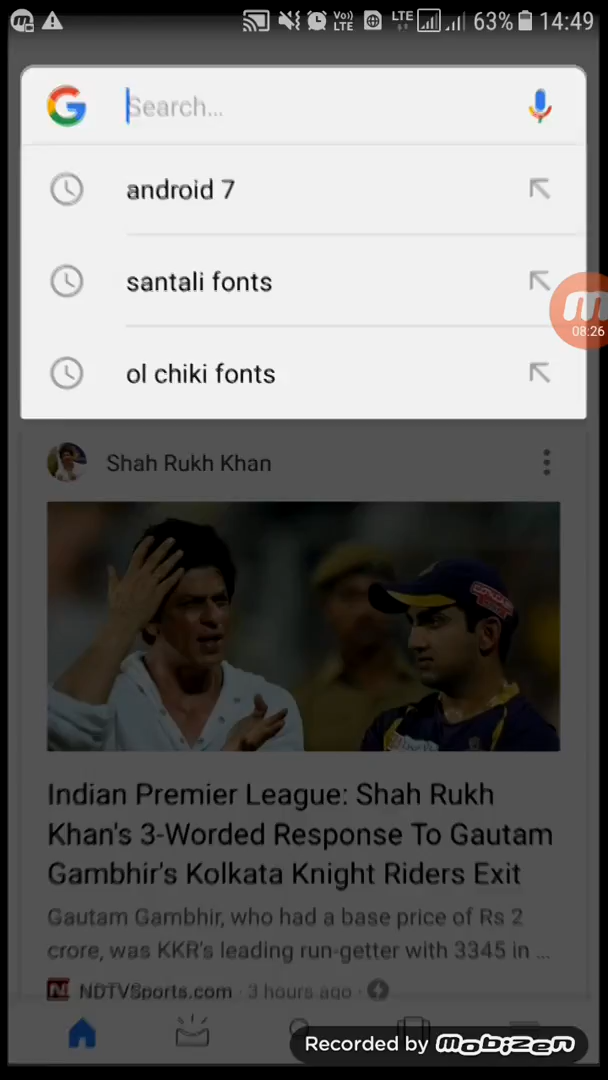 Vo)) LTE LTE 63% 14:49
Search...
android 7
santali fonts
08:26
ol chiki fonts
Shah Rukh Khan
Indian Premier League: Shah Rukh
Khan's 3-Worded Response To Gautam
Gambhir's Kolkata Knight Riders Exit
Gautam Gambhir, who had a base price of Rs 2
crore, was KKR's leading run-getter with 3345 in ...
NDTVSports.com · 3 hours ago ·
Recorded by mobizen